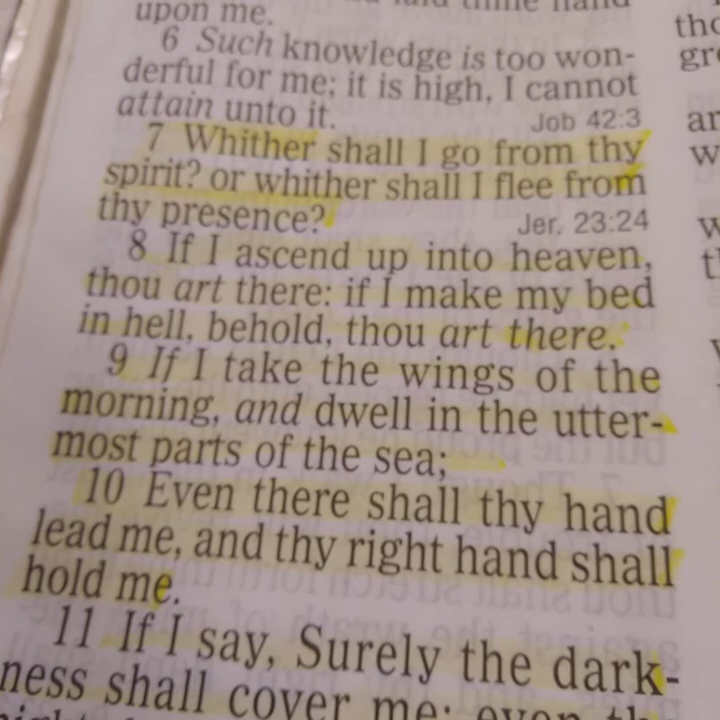 upon me.
6 Such knowledge is too won-
derful for me; it is high, I cannot
attain unto it. Job 42:3
7 Whither shall I go from thy
spirit? or whither shall I flee from
thy presence? Jer. 23:24
8 If I ascend up into heaven,
thou art there: if I make my bed
in hell, behold, thou art there.
9 If I take the wings of the
morning, and dwell in the utter-
most parts of the sea;
10 Even there shall thy hand
lead me, and thy right hand shall
hold me.
11 If I say, Surely the dark-
ness shall cover me; even